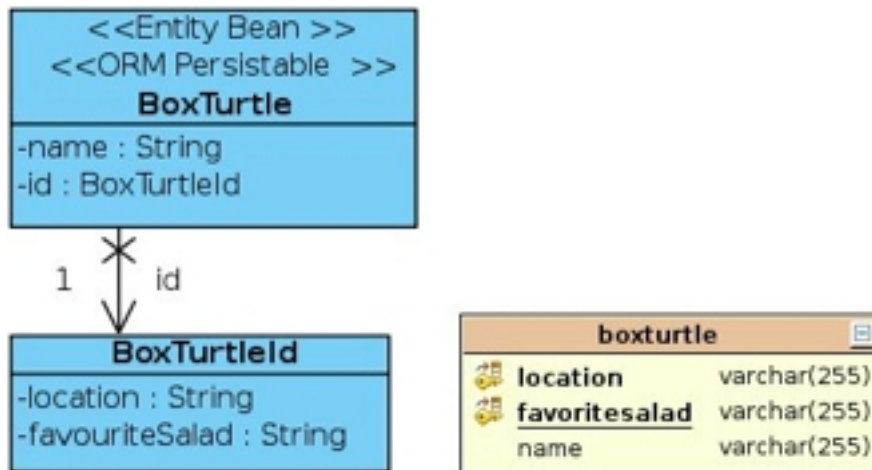 <<Entity Bean >>
<<ORM Persistable >>
BoxTurtle
-name : String
-id : BoxTurtleId
1 id
BoxTurtleId
-location : String
-favouriteSalad : String
boxturtle
location varchar(255)
favoritesalad varchar(255)
name varchar(255)